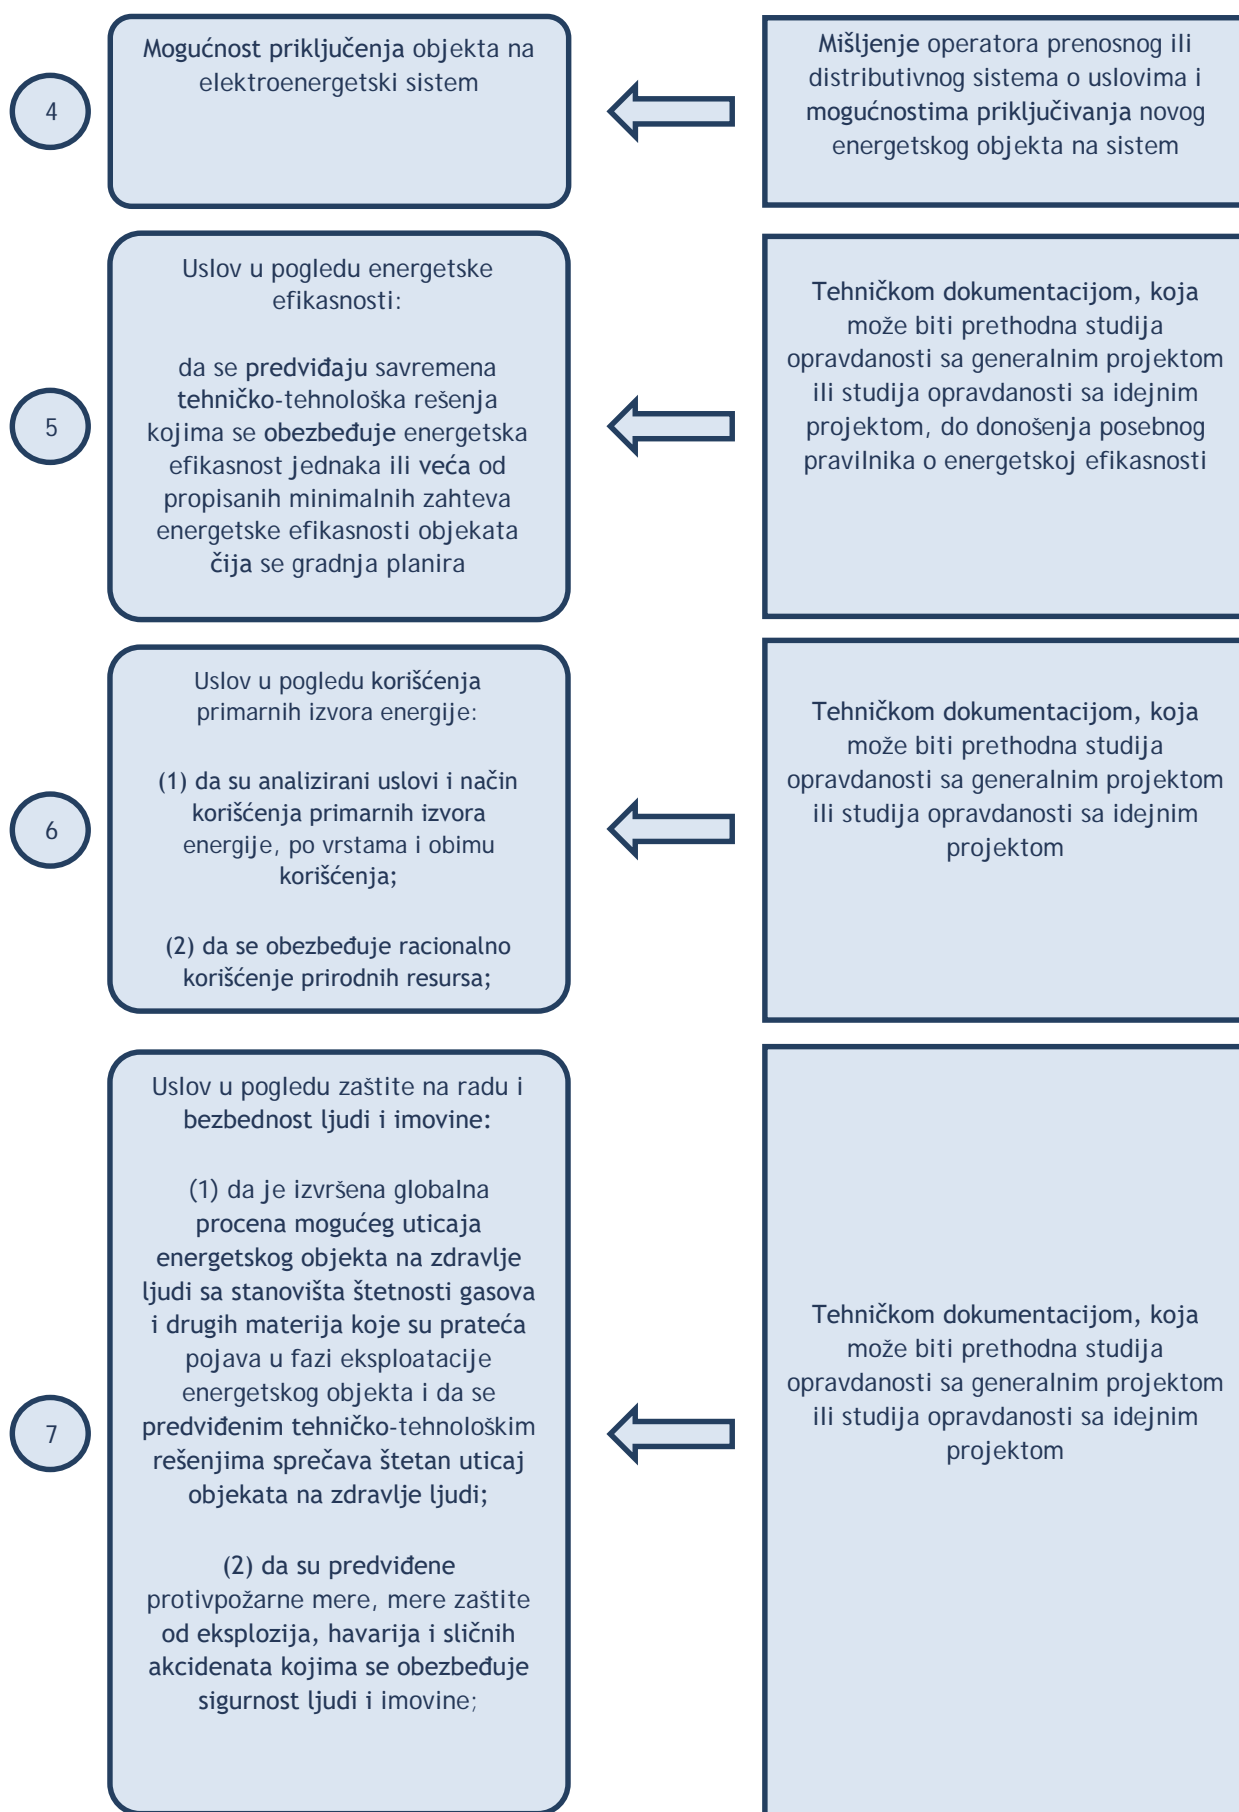 4
Mogućnost priključenja objekta na
elektroenergetski sistem
Mišljenje operatora prenosnog ili
distributivnog sistema o uslovima i
mogućnostima priključivanja novog
energetskog objekta na sistem
5
Uslov u pogledu energetske
efikasnosti:
da se predviđaju savremena
tehničko-tehnološka rešenja
kojima se obezbeđuje energetska
efikasnost jednaka ili veća od
propisanih minimalnih zahteva
energetske efikasnosti objekata
čija se gradnja planira
Tehničkom dokumentacijom, koja
može biti prethodna studija
opravdanosti sa generalnim projektom
ili studija opravdanosti sa idejnim
projektom, do donošenja posebnog
pravilnika o energetskoj efikasnosti
6
Uslov u pogledu korišćenja
primarnih izvora energije:
(1) da su analizirani uslovi i način
korišćenja primarnih izvora
energije, po vrstama i obimu
korišćenja;
(2) da se obezbeđuje racionalno
korišćenje prirodnih resursa;
Tehničkom dokumentacijom, koja
može biti prethodna studija
opravdanosti sa generalnim projektom
ili studija opravdanosti sa idejnim
projektom
7
Uslov u pogledu zaštite na radu i
bezbednost ljudi i imovine:
(1) da je izvršena globalna
procena mogućeg uticaja
energetskog objekta na zdravlje
ljudi sa stanovišta štetnosti gasova
i drugih materija koje su prateća
pojava u fazi eksploatacije
energetskog objekta i da se
predviđenim tehničko-tehnološkim
rešenjima sprečava štetan uticaj
objekata na zdravlje ljudi;
(2) da su predviđene
protivpožarne mere, mere zaštite
od eksplozija, havarija i sličnih
akcidenata kojima se obezbeđuje
sigurnost ljudi i imovine;
Tehničkom dokumentacijom, koja
može biti prethodna studija
opravdanosti sa generalnim projektom
ili studija opravdanosti sa idejnim
projektom